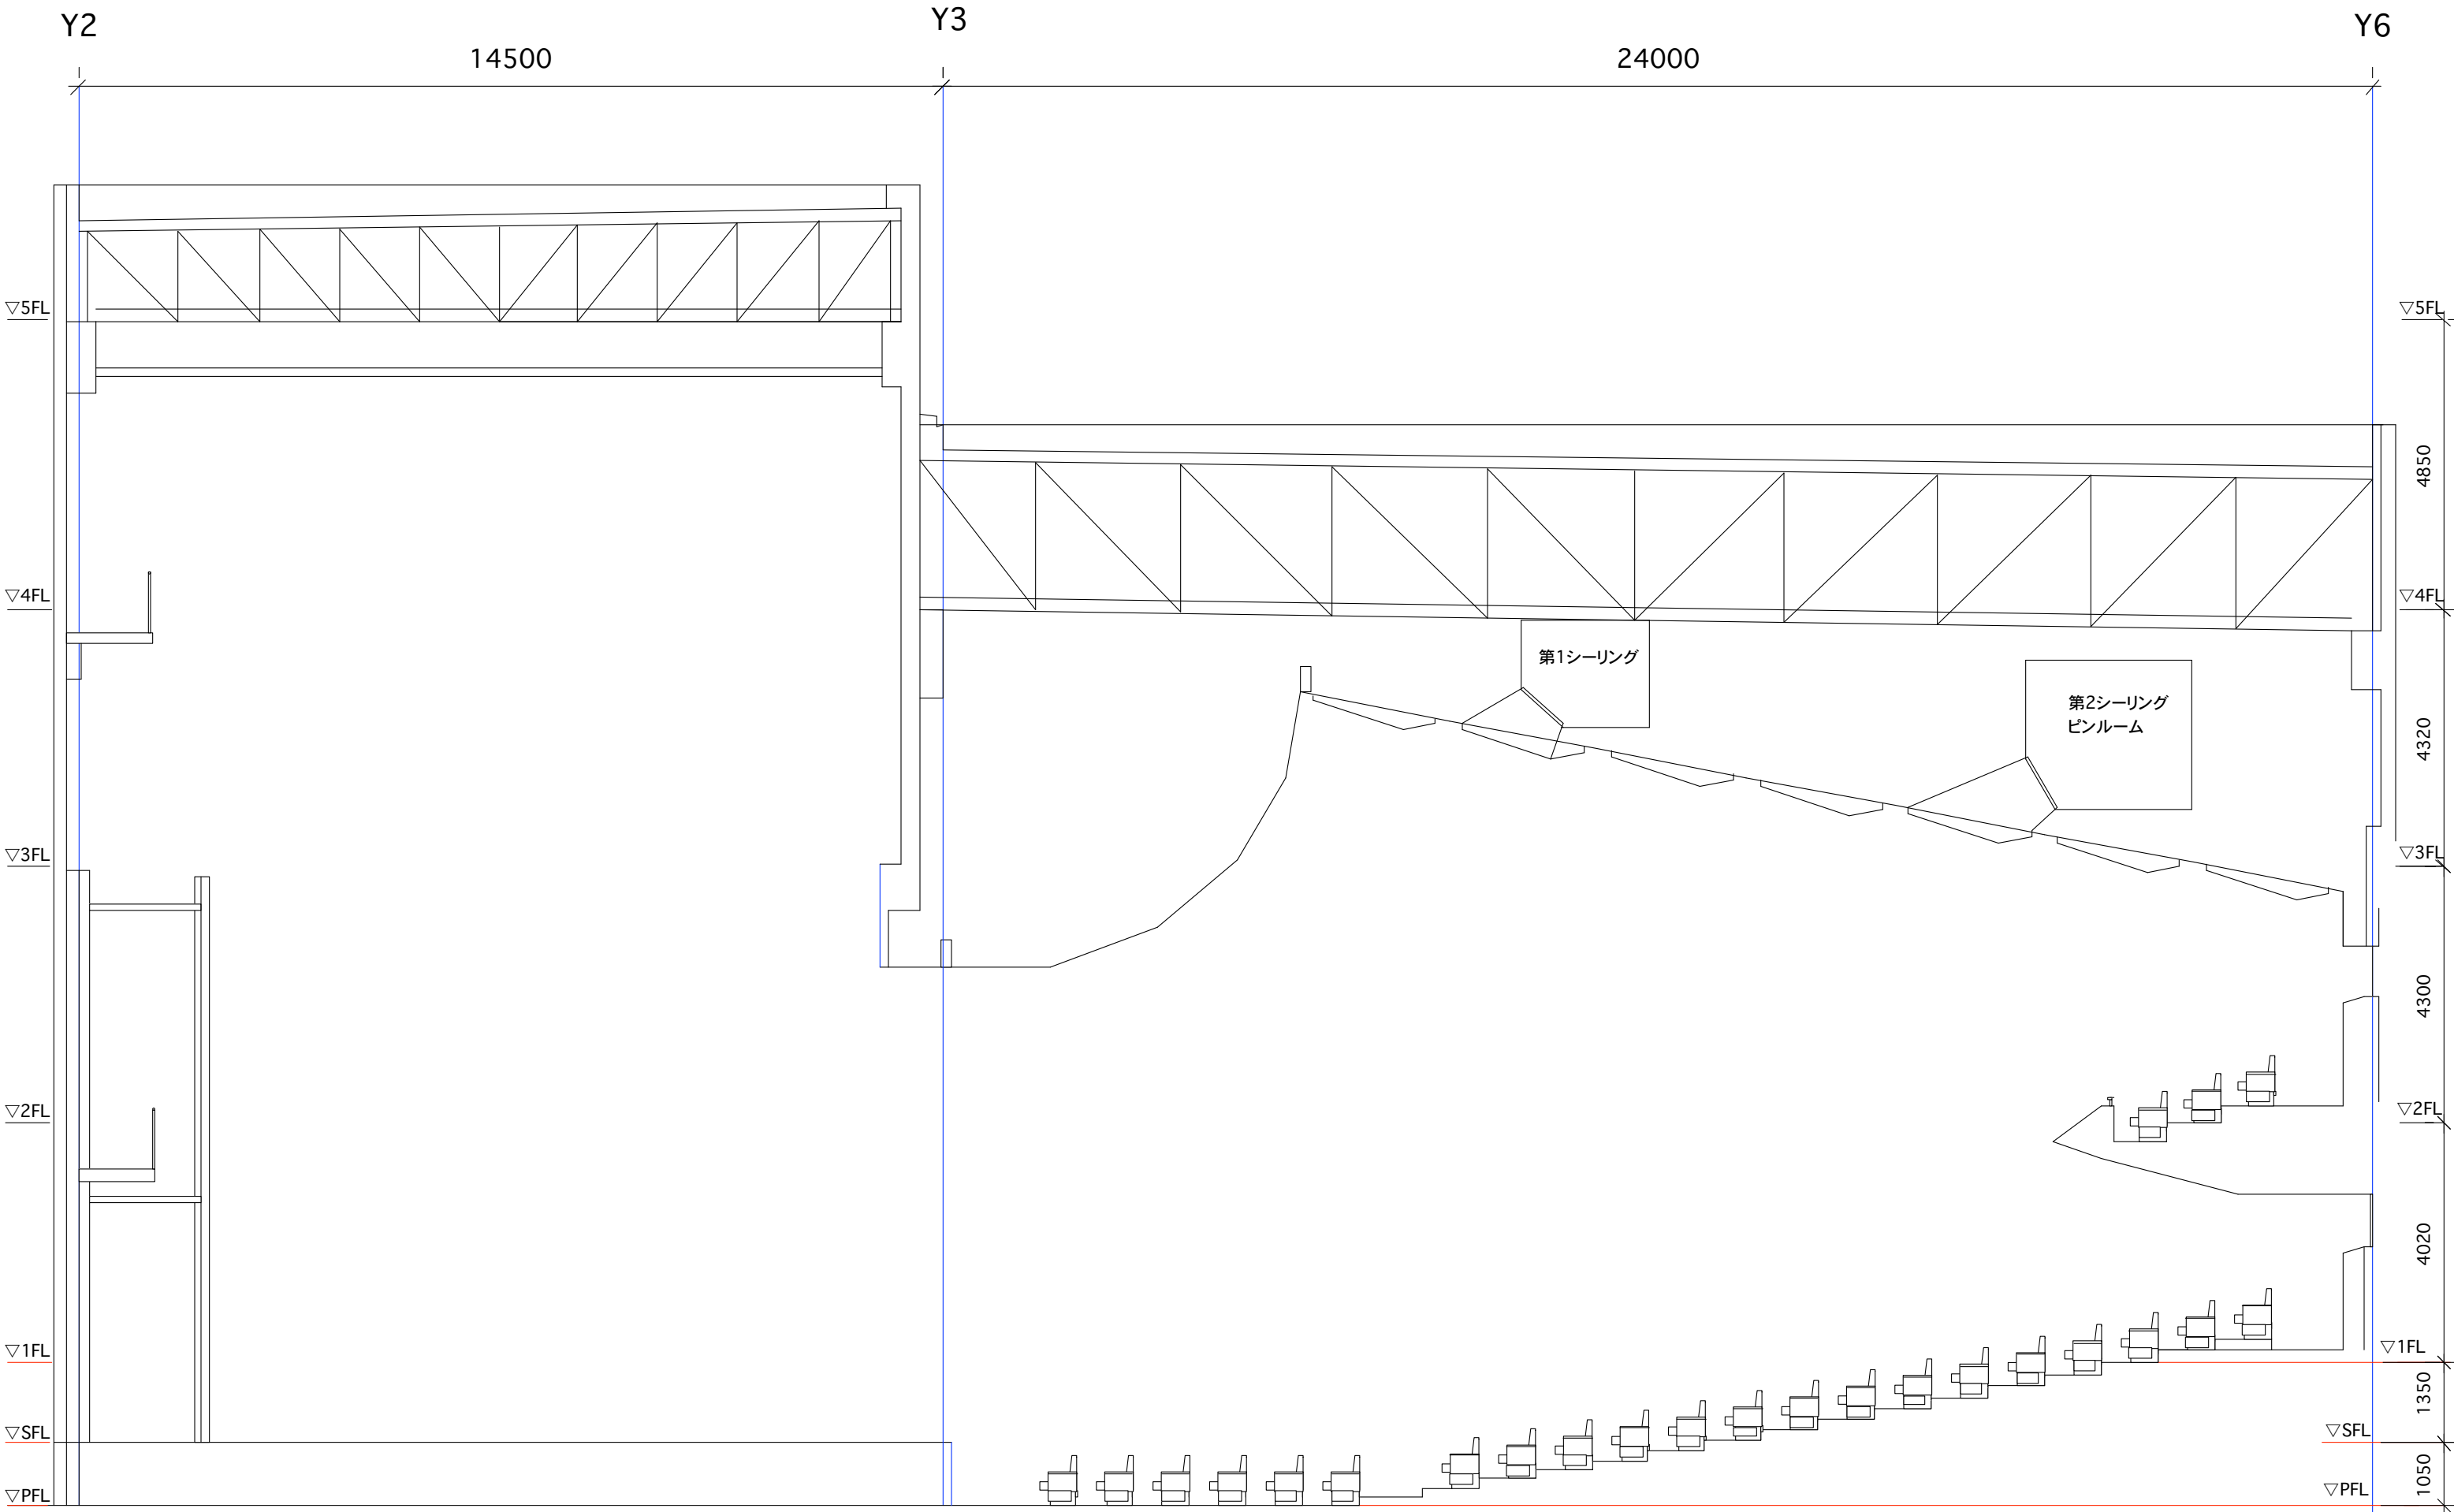 Y2
Y3
Y6
14500
24000
▽5FL
▽5FL
4850
▽4FL
▽4FL
第1シーリング
第2シーリング
ピンルーム
4320
▽3FL
▽3FL
4300
▽2FL
▽2FL
4020
▽1FL
▽1FL
1350
▽SFL
▽SFL
1050
▽PFL
▽PFL